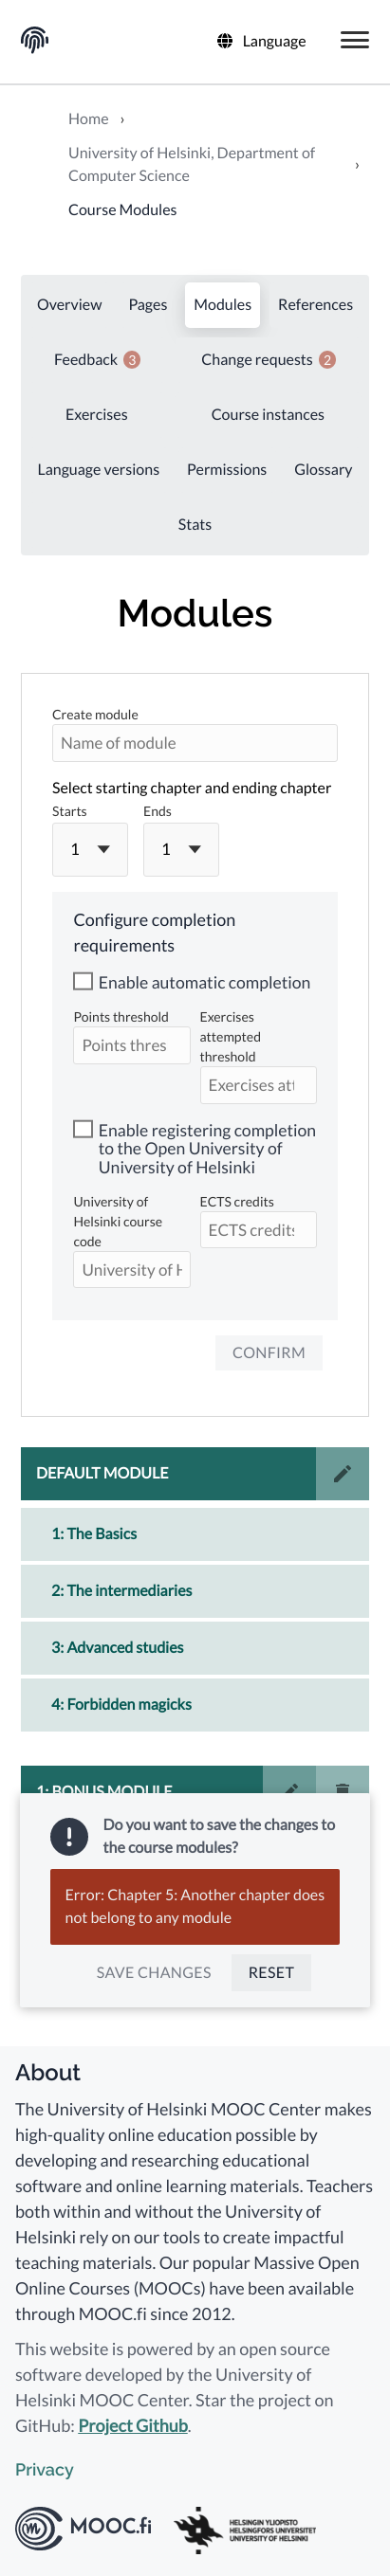 Language
Home ›
University of Helsinki, Department of ›
Computer Science
Course Modules
Overview Pages Modules References
Feedback 3 Change requests 2
Exercises Course instances
Language versions Permissions Glossary
Stats
Modules
Create module
Name of module
Select starting chapter and ending chapter
Starts Ends
1 1
Configure completion
requirements
Enable automatic completion
Points threshold
Points thres
Exercises
attempted
threshold
Exercises att
Enable registering completion
to the Open University of
University of Helsinki
University of
Helsinki course
code
University of H
ECTS credits
ECTS credits
CONFIRM
DEFAULT MODULE
1: The Basics
2: The intermediaries
3: Advanced studies
4: Forbidden magicks
1: BONUS MODULE
Do you want to save the changes to
the course modules?
Error: Chapter 5: Another chapter does
not belong to any module
SAVE CHANGES RESET
About
The University of Helsinki MOOC Center makes
high-quality online education possible by
developing and researching educational
software and online learning materials. Teachers
both within and without the University of
Helsinki rely on our tools to create impactful
teaching materials. Our popular Massive Open
Online Courses (MOOCs) have been available
through MOOC.fi since 2012.
This website is powered by an open source
software developed by the University of
Helsinki MOOC Center. Star the project on
GitHub: Project Github.
Privacy
MOOC.fi
HELSINGIN YLIOPISTO
HELSINGFORS UNIVERSITET
UNIVERSITY OF HELSINKI